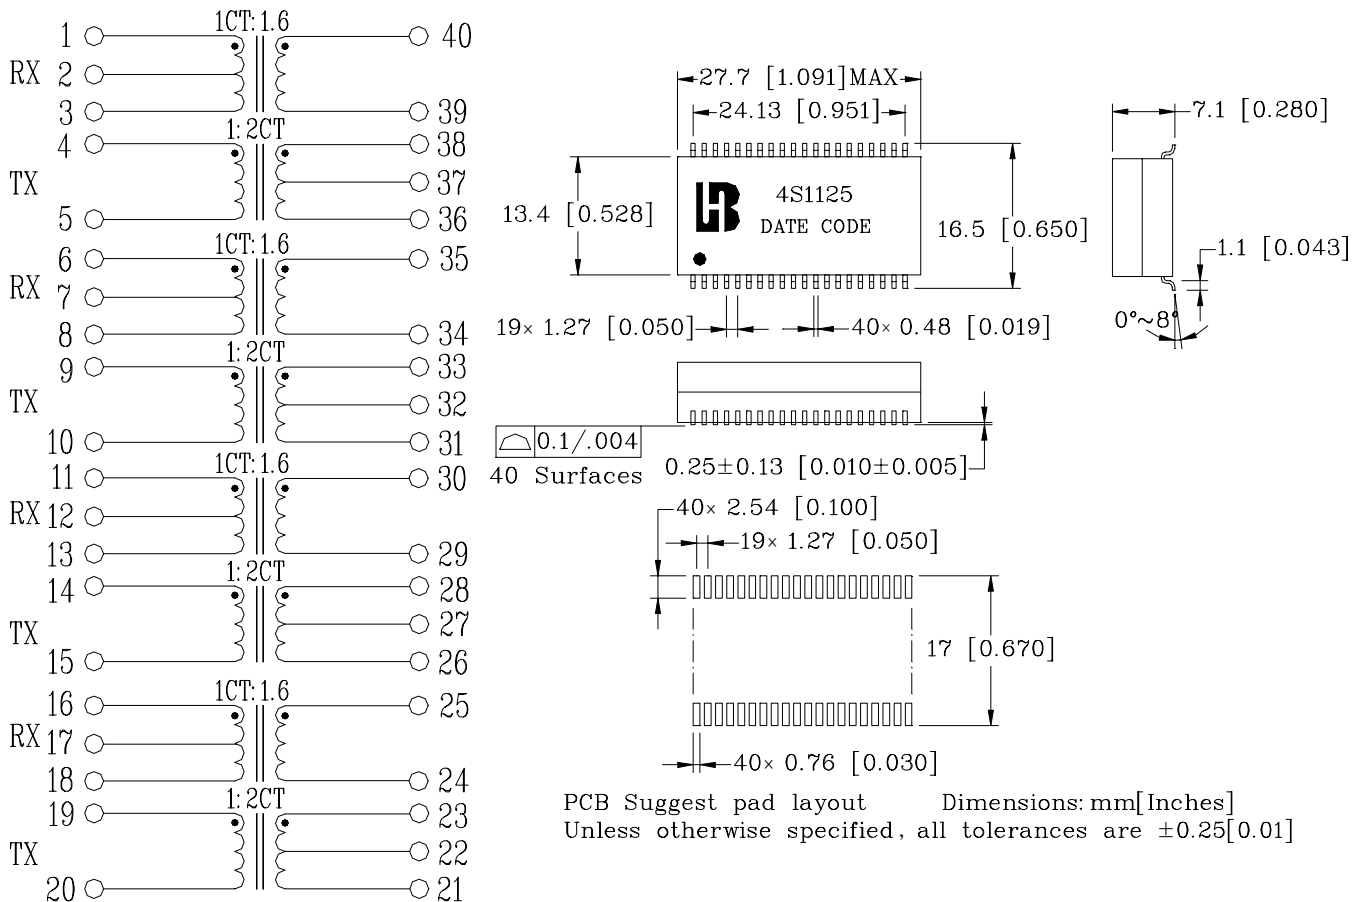 1CT:1.6
1 40
RX 2
3 39
1:2CT
4 38
TX 37
5 36
1CT:1.6
6 35
RX 7
8 34
1:2CT
9 33
TX 32
10 31
1CT:1.6
11 30
RX 12
13 29
1:2CT
14 28
TX 27
15 26
1CT:1.6
16 25
RX 17
18 24
1:2CT
19 23
TX 22
20 21
27.7 [1.091]MAX
24.13 [0.951]
7.1 [0.280]
4S1125
DATE CODE
13.4 [0.528]
16.5 [0.650]
1.1 [0.043]
0°~8°
19× 1.27 [0.050]
40× 0.48 [0.019]
0.1/.004
40 Surfaces
0.25±0.13 [0.010±0.005]
40× 2.54 [0.100]
19× 1.27 [0.050]
17 [0.670]
40× 0.76 [0.030]
PCB Suggest pad layout Dimensions: mm[Inches]
Unless otherwise specified, all tolerances are ±0.25[0.01]